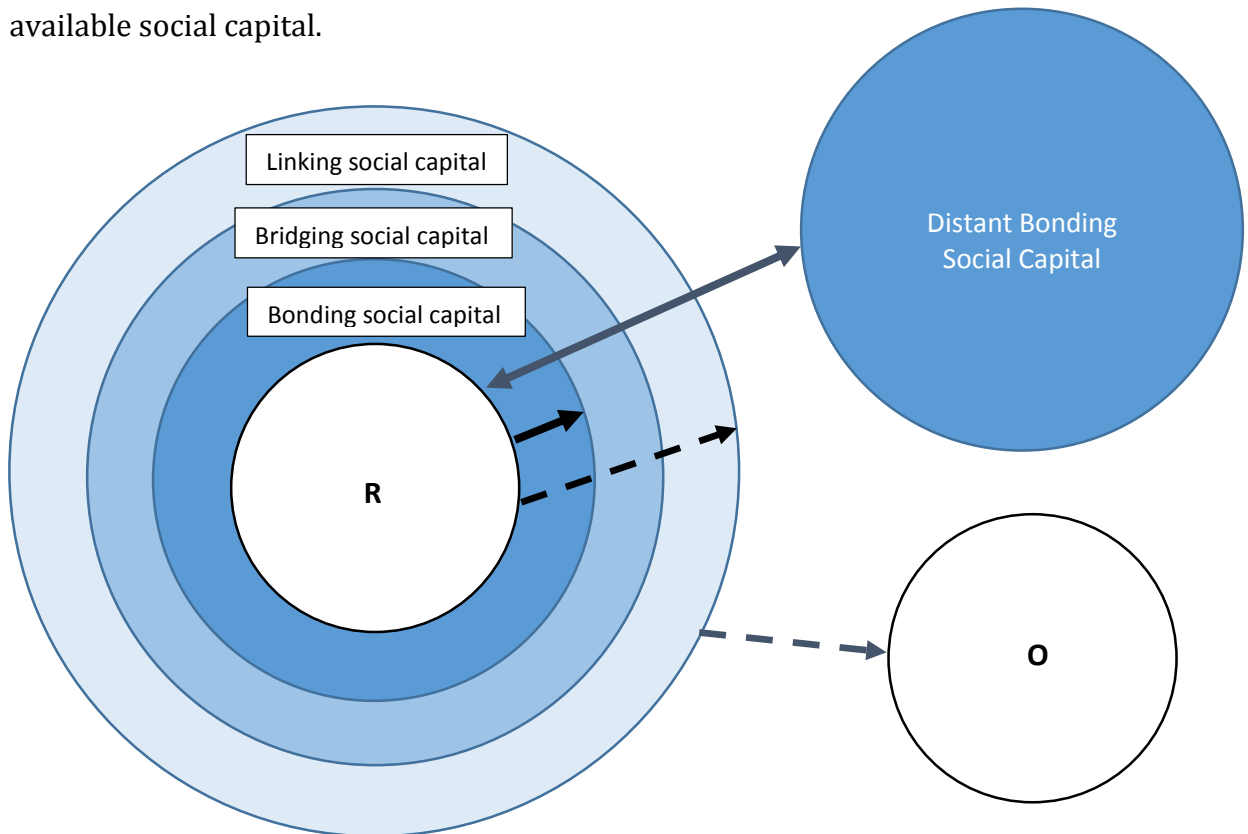 available social capital.
Linking social capital
Bridging social capital
Bonding social capital
Distant Bonding
Social Capital
R
O